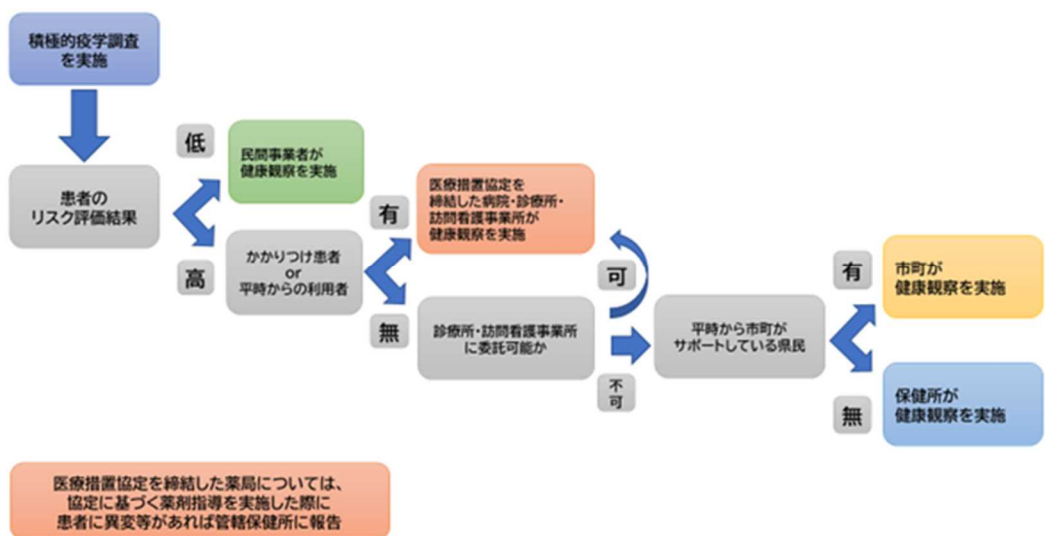 積極的疫学調査
を実施
患者の
リスク評価結果
低
高
民間事業者が
健康観察を実施
かかりつけ患者
or
平時からの利用者
有
無
医療措置協定を
締結した病院・診療所・
訪問看護事業所が
健康観察を実施
診療所・訪問看護事業所
に委託可能か
可
不
可
平時から市町が
サポートしている県民
有
無
市町が
健康観察を実施
保健所が
健康観察を実施
医療措置協定を締結した薬局については、
協定に基づく薬剤指導を実施した際に
患者に異変等があれば管轄保健所に報告